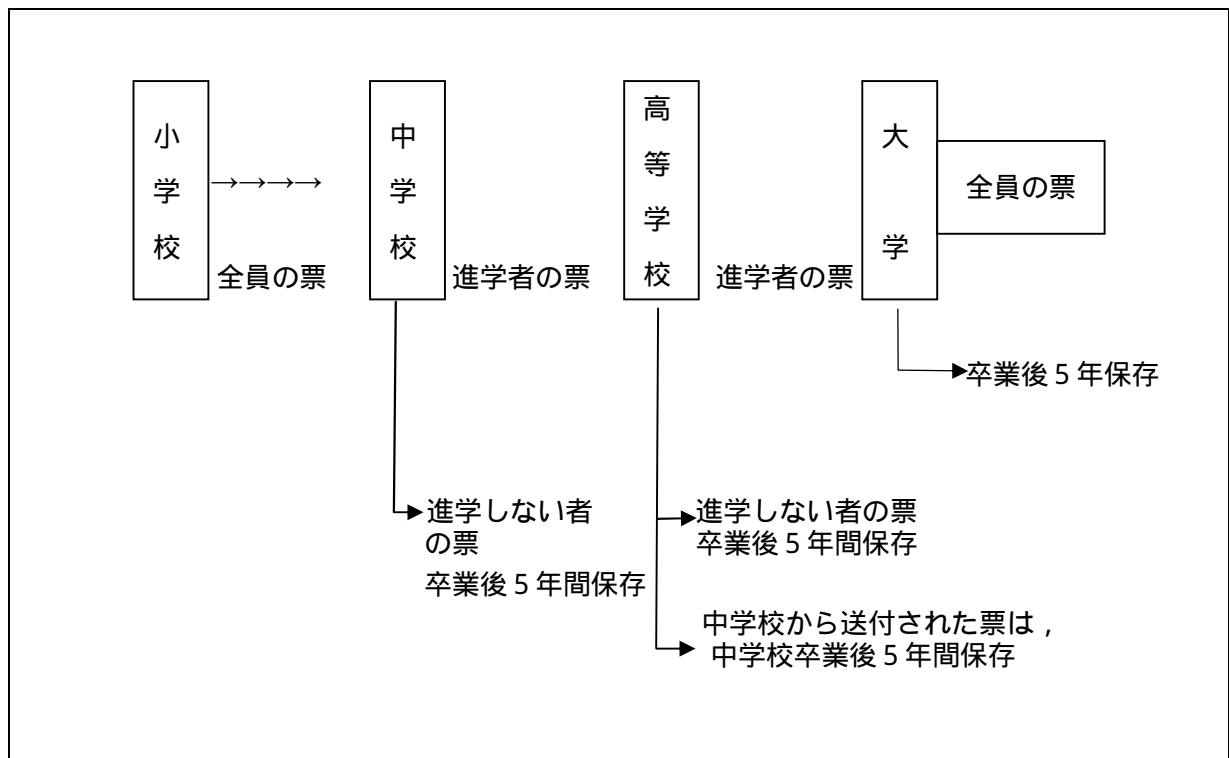 小学校
→→→→
全員の票
中学校
進学者の票
高等学校
進学者の票
大学
全員の票
卒業後5年保存
進学しない者
の票
卒業後5年間保存
進学しない者の票
卒業後5年間保存
中学校から送付された票は，
中学校卒業後5年間保存